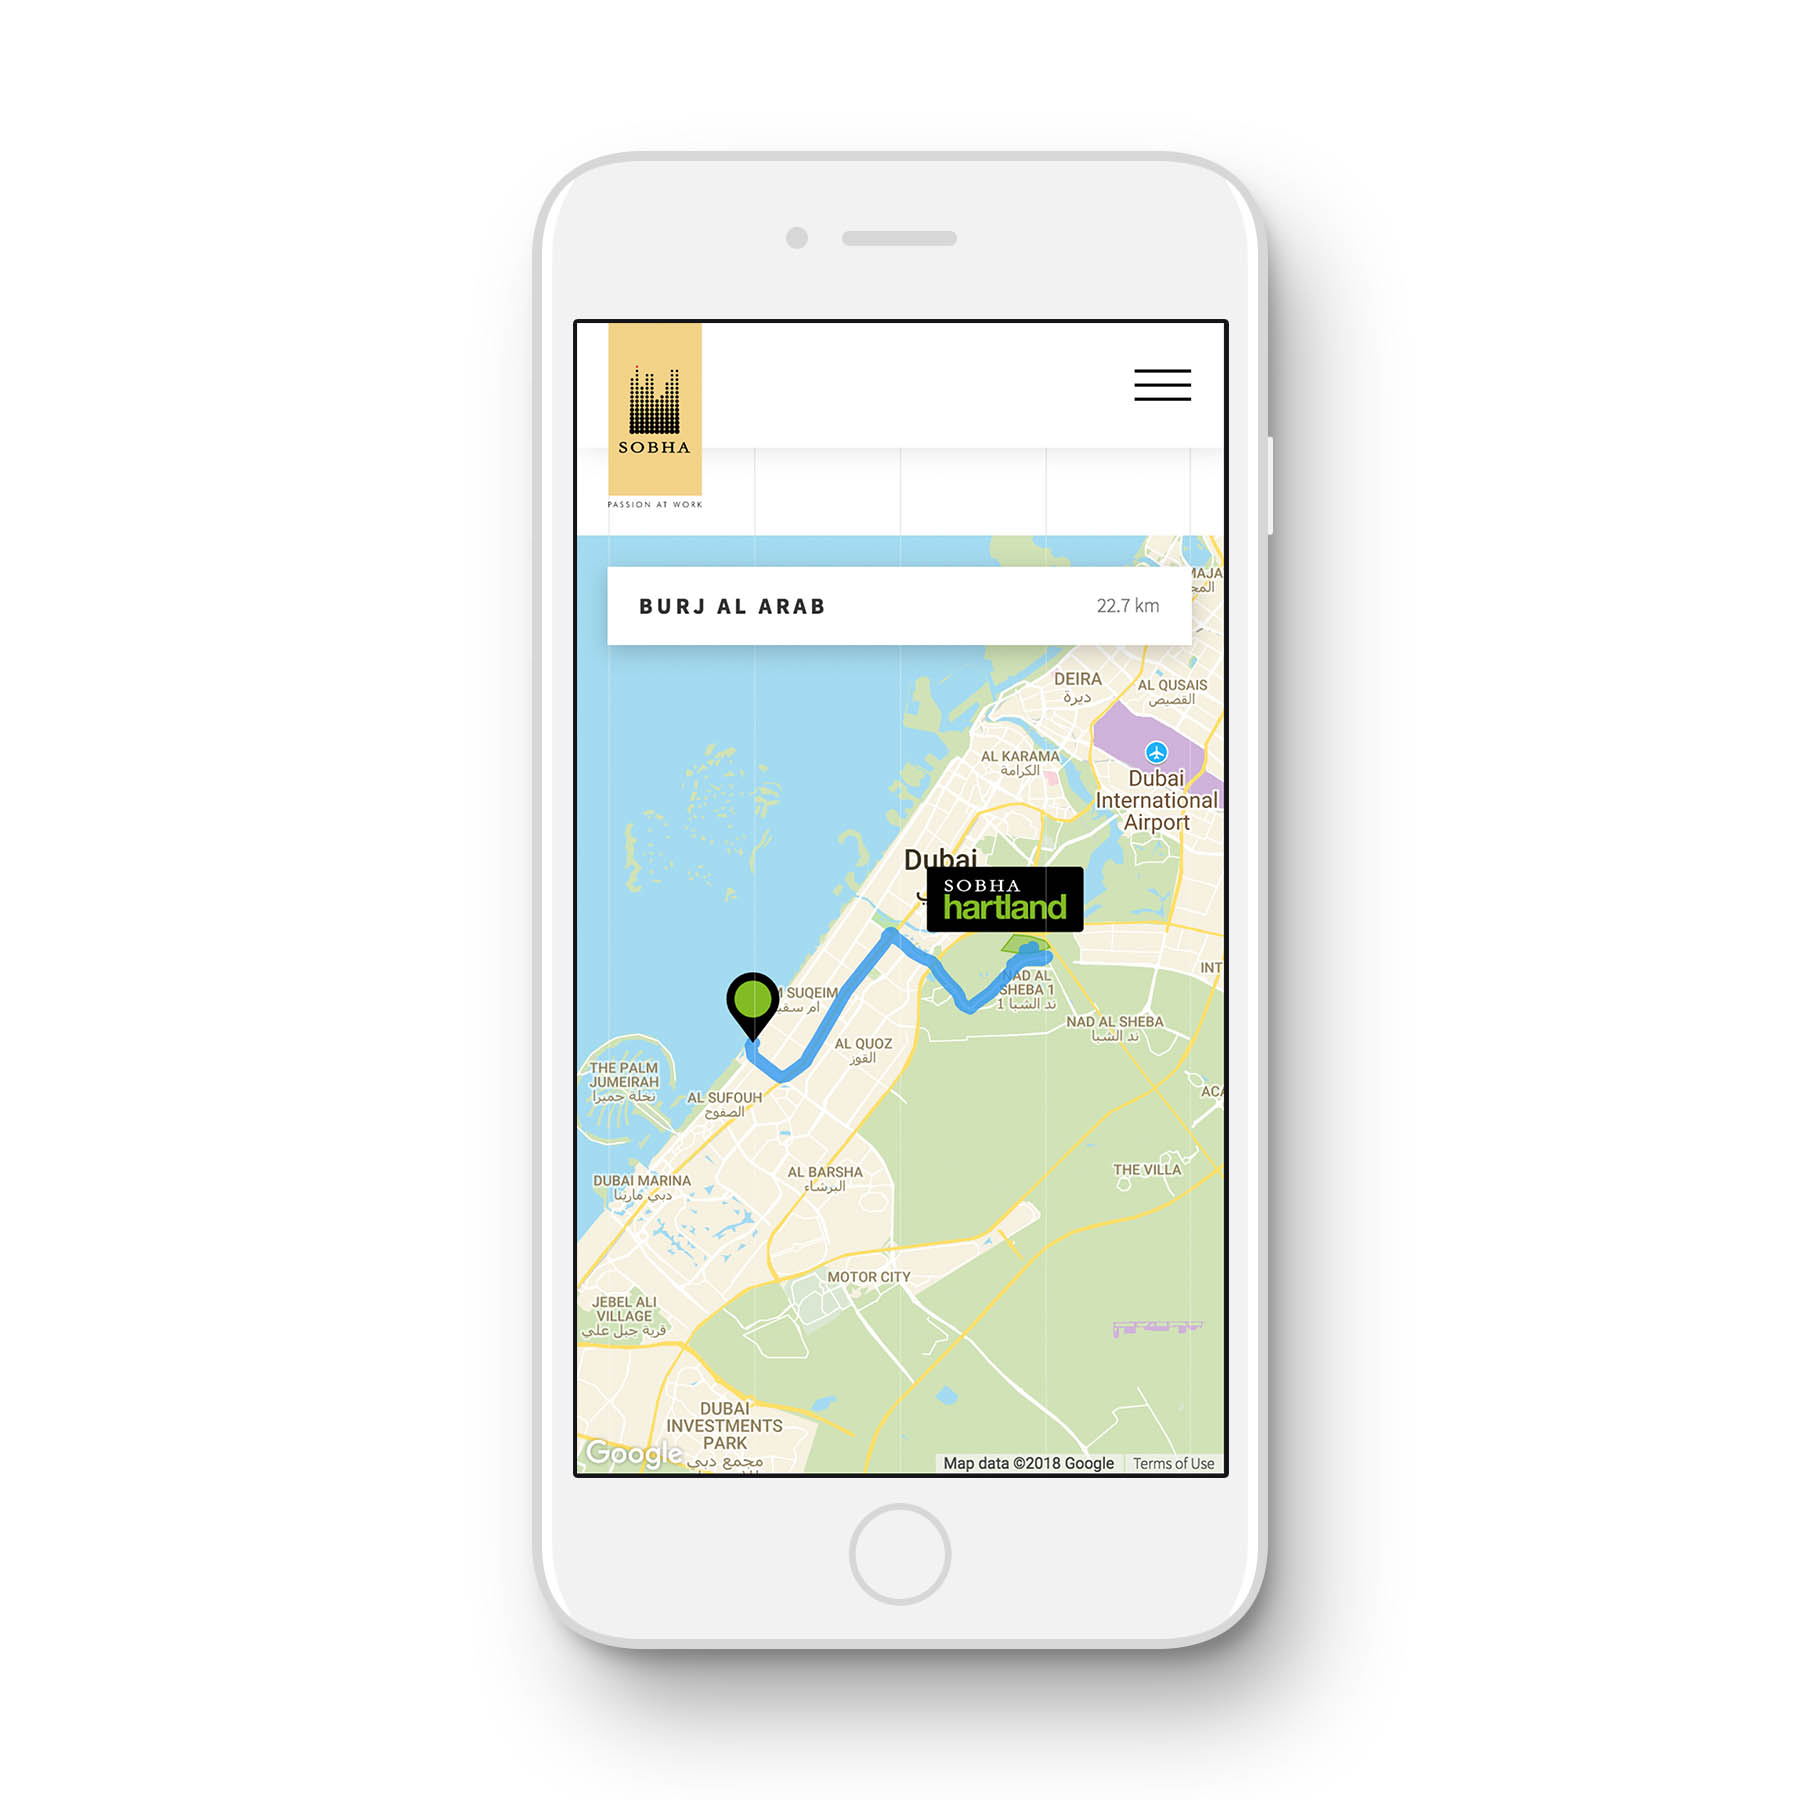 SOBHA
PASSION AT WORK
BURJ AL ARAB
22.7 km
DEIRA
ديرة
AL QUSAIS
القصيص
AL KARAMA
الكرامة
Dubai
International
Airport
Dubai
SOBHA
hartland
NAD AL
SHEBA 1
ند الشبا 1
SUQEIM
NAD AL SHEBA
ند الشبا
AL QUOZ
القوز
THE PALM
JUMEIRAH
نخلة جميرا
AL SUFOUH
الصفوح
THE VILLA
AL BARSHA
البرشاء
DUBAI MARINA
دبي مارينا
MOTOR CITY
JEBEL ALI
VILLAGE
قرية جبل علي
DUBAI
INVESTMENTS
PARK
مجمع دبي
Google
Map data ©2018 Google
Terms of Use